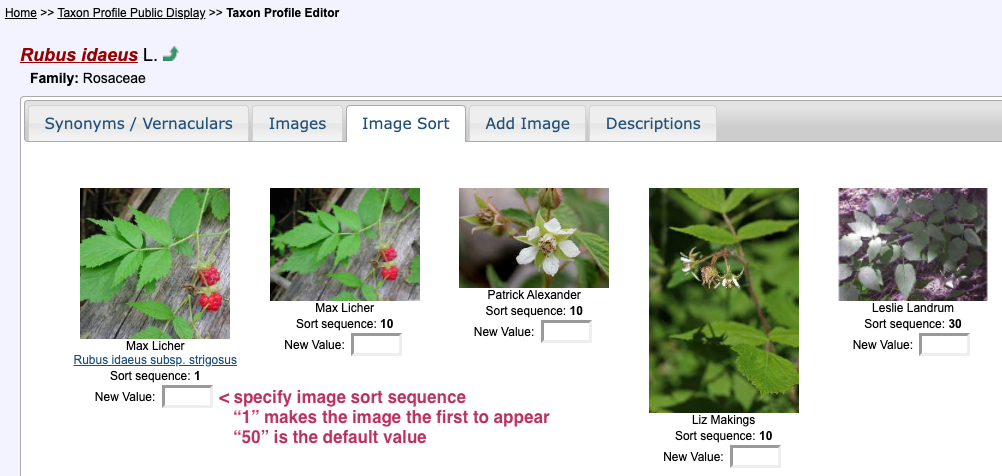 Home >> Taxon Profile Public Display >> Taxon Profile Editor
Rubus idaeus L.
Family: Rosaceae
Synonyms / Vernaculars Images Image Sort Add Image Descriptions
Max Licher
Rubus idaeus subsp. strigosus
Sort sequence: 1
New Value:
Max Licher
Sort sequence: 10
New Value:
Patrick Alexander
Sort sequence: 10
New Value:
Liz Makings
Sort sequence: 10
New Value:
Leslie Landrum
Sort sequence: 30
New Value:
< specify image sort sequence
“1” makes the image the first to appear
“50” is the default value